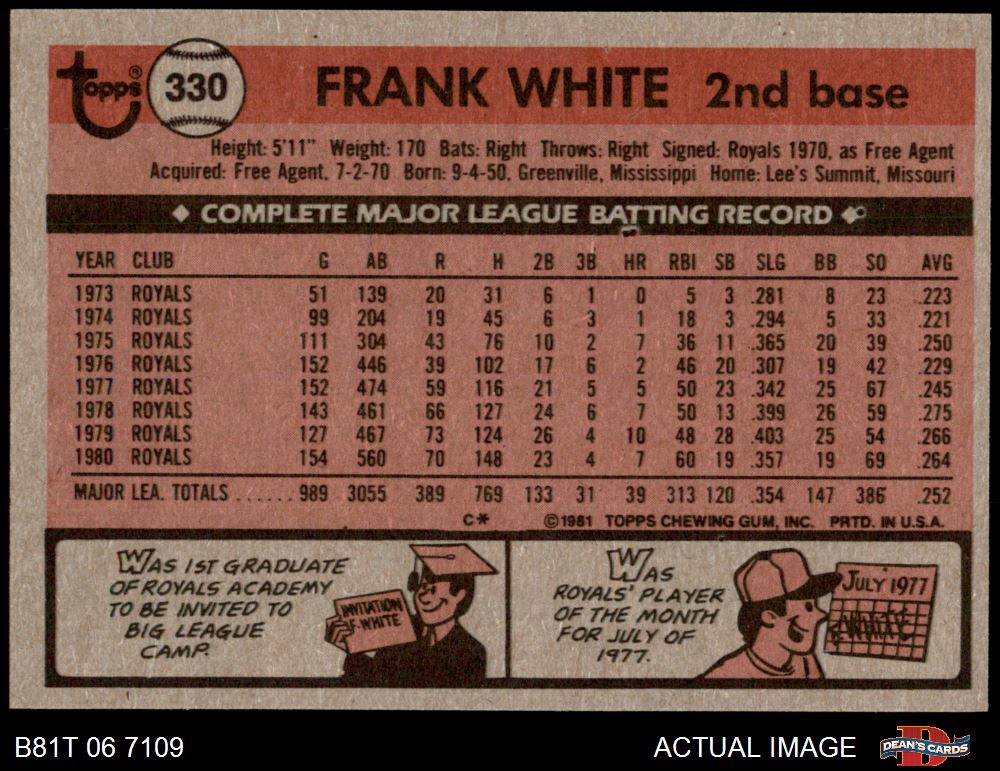 Topps® 330 FRANK WHITE 2nd base
Height: 5'11" Weight: 170 Bats: Right Throws: Right Signed: Royals 1970, as Free Agent
Acquired: Free Agent, 7-2-70 Born: 9-4-50, Greenville, Mississippi Home: Lee's Summit, Missouri
◆ COMPLETE MAJOR LEAGUE BATTING RECORD ◆
YEAR CLUB G AB R H 2B 3B HR RBI SB SLG BB SO AVG
1973 ROYALS 51 139 20 31 6 1 0 5 3 .281 8 23 .223
1974 ROYALS 99 204 19 45 6 3 1 18 3 .294 5 33 .221
1975 ROYALS 111 304 43 76 10 2 7 36 11 .365 20 39 .250
1976 ROYALS 152 446 39 102 17 6 2 46 20 .307 19 42 .229
1977 ROYALS 152 474 59 116 21 5 5 50 23 .342 25 67 .245
1978 ROYALS 143 461 66 127 24 6 7 50 13 .399 26 59 .275
1979 ROYALS 127 467 73 124 26 4 10 48 28 .403 25 54 .266
1980 ROYALS 154 560 70 148 23 4 7 60 19 .357 19 69 .264
MAJOR LEA. TOTALS ...... 989 3055 389 769 133 31 39 313 120 .354 147 386 .252
C* ©1981 TOPPS CHEWING GUM, INC. PRTD. IN U.S.A.
WAS 1ST GRADUATE
OF ROYALS ACADEMY
TO BE INVITED TO
BIG LEAGUE
CAMP.
INVITATION
F. WHITE
WAS
ROYALS' PLAYER
OF THE MONTH
FOR JULY OF
1977.
JULY 1977
WHITE
B81T 06 7109
ACTUAL IMAGE
DEAN'S CARDS